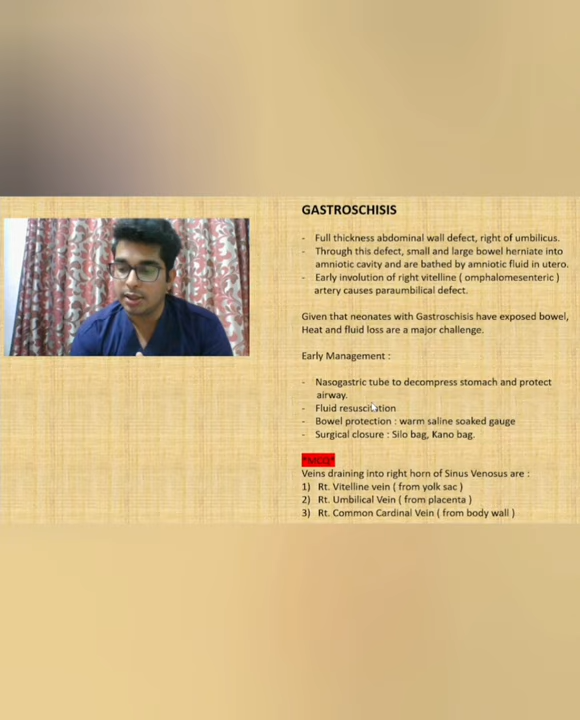 GASTROSCHISIS
- Full thickness abdominal wall defect, right of umbilicus.
- Through this defect, small and large bowel herniate into
amniotic cavity and are bathed by amniotic fluid in utero.
- Early involution of right vitelline ( omphalomesenteric )
artery causes paraumbilical defect.
Given that neonates with Gastroschisis have exposed bowel,
Heat and fluid loss are a major challenge.
Early Management :
- Nasogastric tube to decompress stomach and protect
airway.
- Fluid resuscitation
- Bowel protection : warm saline soaked gauge
- Surgical closure : Silo bag, Kano bag.
*MCQ*
Veins draining into right horn of Sinus Venosus are :
1) Rt. Vitelline vein ( from yolk sac )
2) Rt. Umbilical Vein ( from placenta )
3) Rt. Common Cardinal Vein ( from body wall )